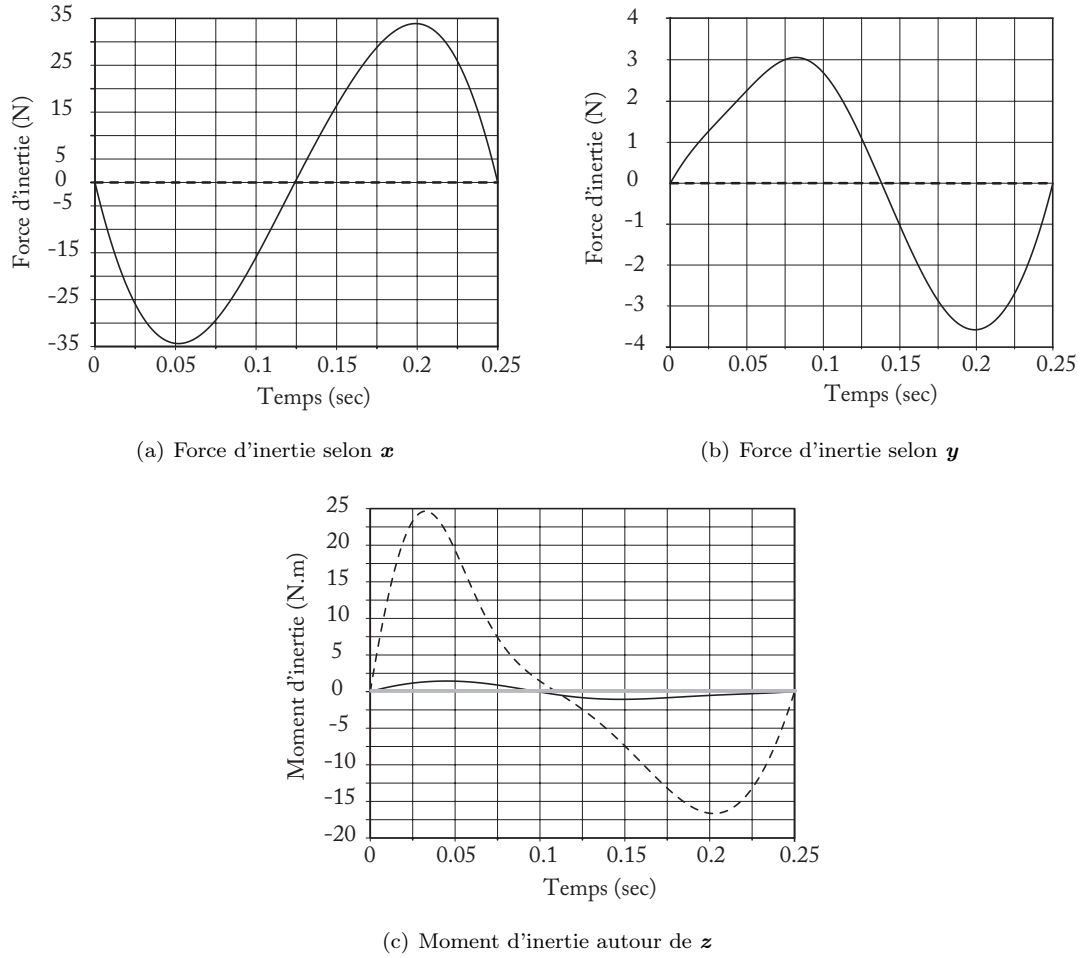 35
25
15
5
0
-5
-15
-25
-35
Force d'inertie (N)
0 0.05 0.1 0.15 0.2 0.25
Temps (sec)
(a) Force d'inertie selon x
4
3
2
1
0
-1
-2
-3
-4
Force d'inertie (N)
0 0.05 0.1 0.15 0.2 0.25
Temps (sec)
(b) Force d'inertie selon y
25
20
15
10
5
0
-5
-10
-15
-20
Moment d'inertie (N.m)
0 0.05 0.1 0.15 0.2 0.25
Temps (sec)
(c) Moment d'inertie autour de z